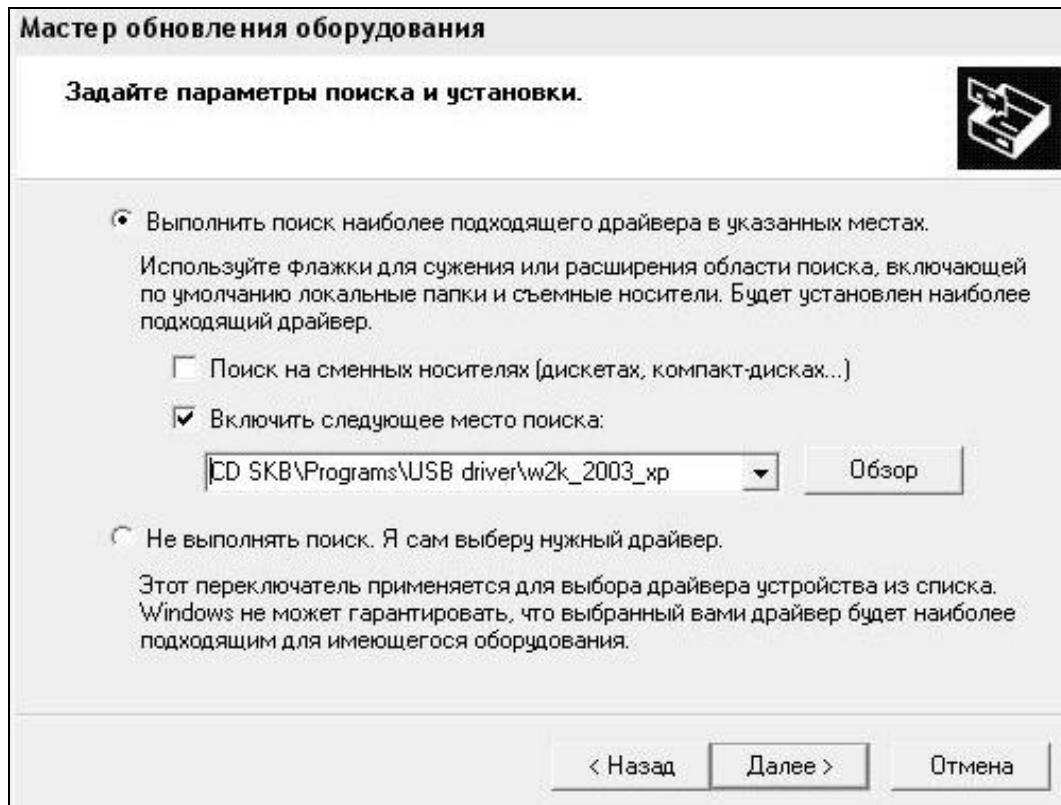 Мастер обновления оборудования
Задайте параметры поиска и установки.
Выполнить поиск наиболее подходящего драйвера в указанных местах.
Используйте флажки для сужения или расширения области поиска, включающей
по умолчанию локальные папки и съемные носители. Будет установлен наиболее
подходящий драйвер.
Поиск на сменных носителях (дискетах, компакт-дисках...)
Включить следующее место поиска:
CD SKB\Programs\USB driver\w2k_2003_xp
Обзор
Не выполнять поиск. Я сам выберу нужный драйвер.
Этот переключатель применяется для выбора драйвера устройства из списка.
Windows не может гарантировать, что выбранный вами драйвер будет наиболее
подходящим для имеющегося оборудования.
< Назад
Далее >
Отмена